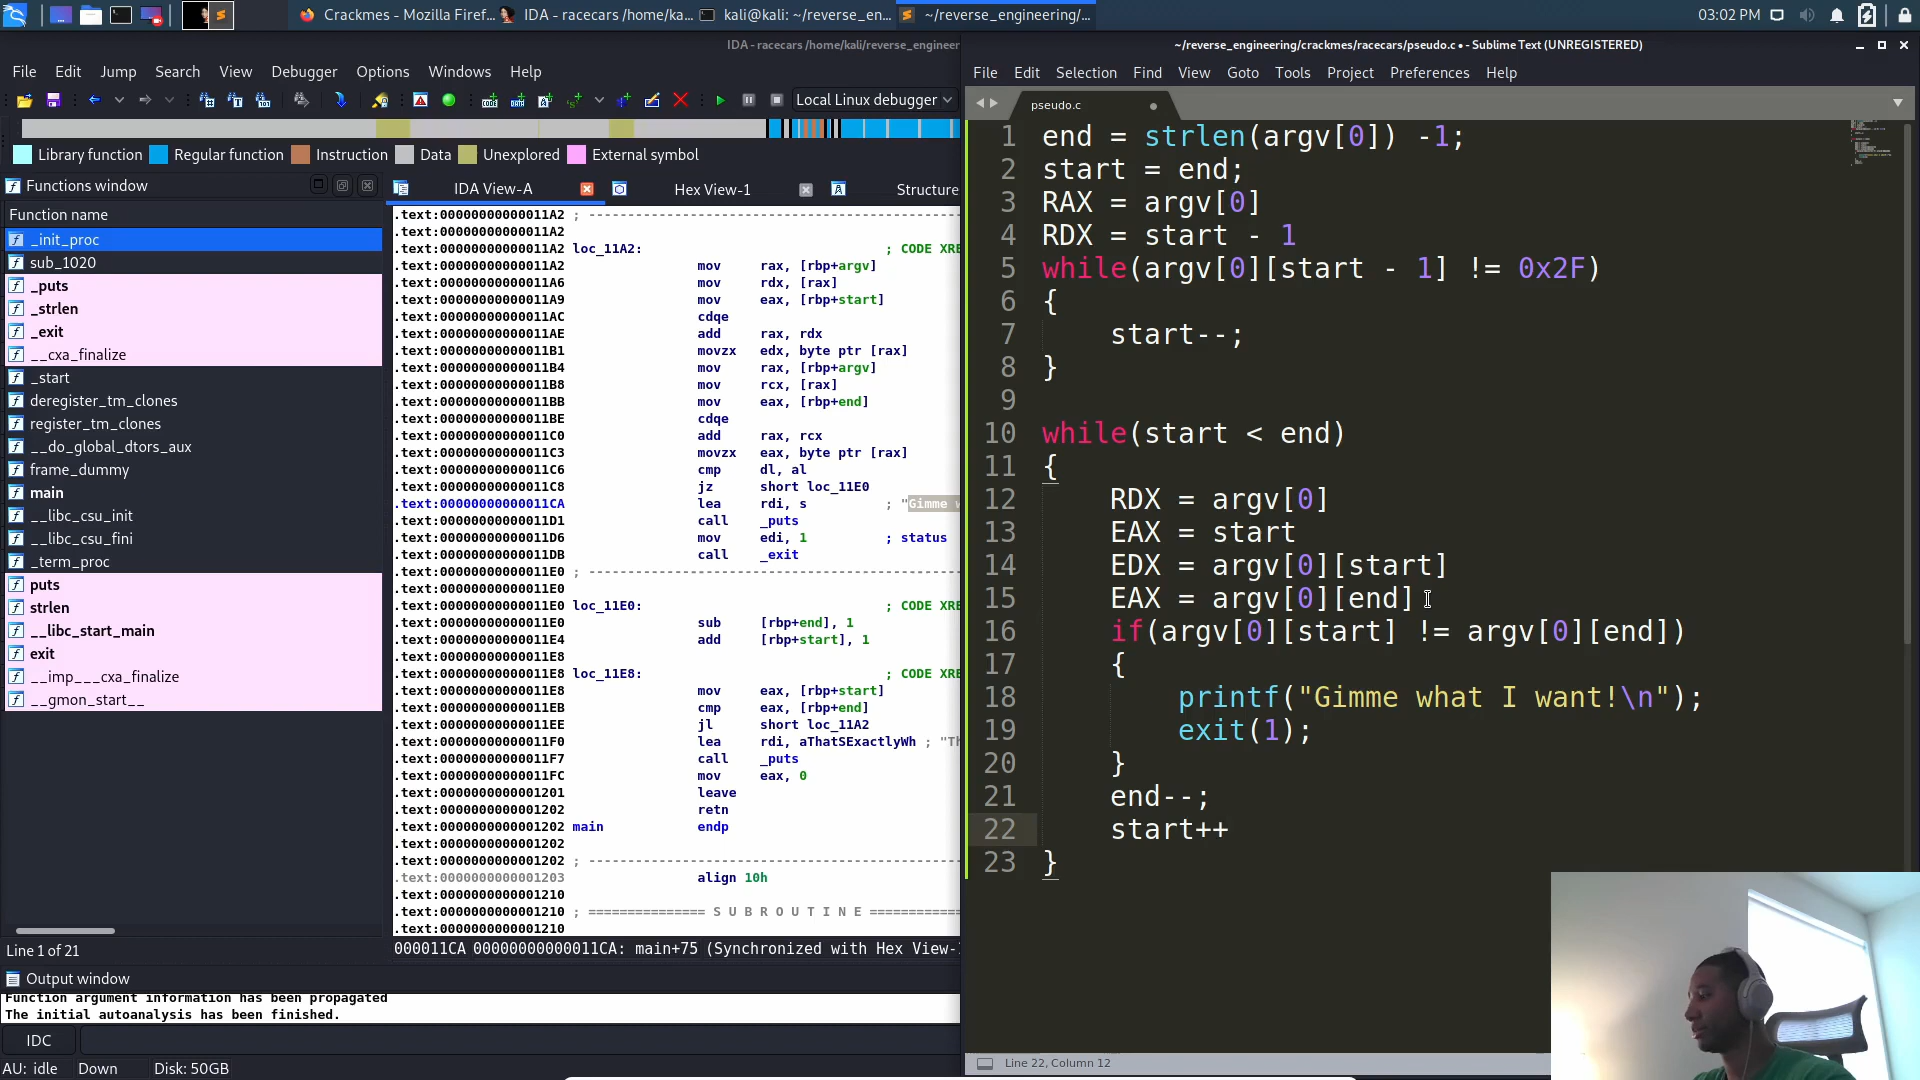 Crackmes - Mozilla Firef... IDA - racecars /home/ka... kali@kali: ~/reverse_en... ~/reverse_engineering/... 03:02 PM
IDA - racecars /home/kali/reverse_engineer
~/reverse_engineering/crackmes/racecars/pseudo.c • - Sublime Text (UNREGISTERED)
File Edit Jump Search View Debugger Options Windows Help
File Edit Selection Find View Goto Tools Project Preferences Help
Local Linux debugger
pseudo.c
Library function Regular function Instruction Data Unexplored External symbol
Functions window
IDA View-A Hex View-1 Structure
Function name
_init_proc
sub_1020
_puts
_strlen
_exit
__cxa_finalize
_start
deregister_tm_clones
register_tm_clones
__do_global_dtors_aux
frame_dummy
main
__libc_csu_init
__libc_csu_fini
_term_proc
puts
strlen
__libc_start_main
exit
__imp___cxa_finalize
__gmon_start__
Line 1 of 21
.text:00000000000011A2 ; ---------------------------------------
.text:00000000000011A2
.text:00000000000011A2 loc_11A2: ; CODE XRE
.text:00000000000011A2 mov rax, [rbp+argv]
.text:00000000000011A6 mov rdx, [rax]
.text:00000000000011A9 mov eax, [rbp+start]
.text:00000000000011AC cdqe
.text:00000000000011AE add rax, rdx
.text:00000000000011B1 movzx edx, byte ptr [rax]
.text:00000000000011B4 mov rax, [rbp+argv]
.text:00000000000011B8 mov rcx, [rax]
.text:00000000000011BB mov eax, [rbp+end]
.text:00000000000011BE cdqe
.text:00000000000011C0 add rax, rcx
.text:00000000000011C3 movzx eax, byte ptr [rax]
.text:00000000000011C6 cmp dl, al
.text:00000000000011C8 jz short loc_11E0
.text:00000000000011CA lea rdi, s ; "Gimme w
.text:00000000000011D1 call _puts
.text:00000000000011D6 mov edi, 1 ; status
.text:00000000000011DB call _exit
.text:00000000000011E0 ; ---------------------------------------
.text:00000000000011E0
.text:00000000000011E0 loc_11E0: ; CODE XRE
.text:00000000000011E0 sub [rbp+end], 1
.text:00000000000011E4 add [rbp+start], 1
.text:00000000000011E8
.text:00000000000011E8 loc_11E8: ; CODE XRE
.text:00000000000011E8 mov eax, [rbp+start]
.text:00000000000011EB cmp eax, [rbp+end]
.text:00000000000011EE jl short loc_11A2
.text:00000000000011F0 lea rdi, aThatSExactlyWh ; "Th
.text:00000000000011F7 call _puts
.text:00000000000011FC mov eax, 0
.text:0000000000001201 leave
.text:0000000000001202 retn
.text:0000000000001202 main endp
.text:0000000000001202
.text:0000000000001202 ; ---------------------------------------
.text:0000000000001203 align 10h
.text:0000000000001210
.text:0000000000001210 ; =============== S U B R O U T I N E =============
.text:0000000000001210
000011CA 00000000000011CA: main+75 (Synchronized with Hex View-1
Output window
Function argument information has been propagated
The initial autoanalysis has been finished.
IDC
AU: idle Down Disk: 50GB
1 end = strlen(argv[0]) -1;
2 start = end;
3 RAX = argv[0]
4 RDX = start - 1
5 while(argv[0][start - 1] != 0x2F)
6 {
7 start--;
8 }
9
10 while(start < end)
11 {
12 RDX = argv[0]
13 EAX = start
14 EDX = argv[0][start]
15 EAX = argv[0][end]
16 if(argv[0][start] != argv[0][end])
17 {
18 printf("Gimme what I want!\n");
19 exit(1);
20 }
21 end--;
22 start++
23 }
Line 22, Column 12